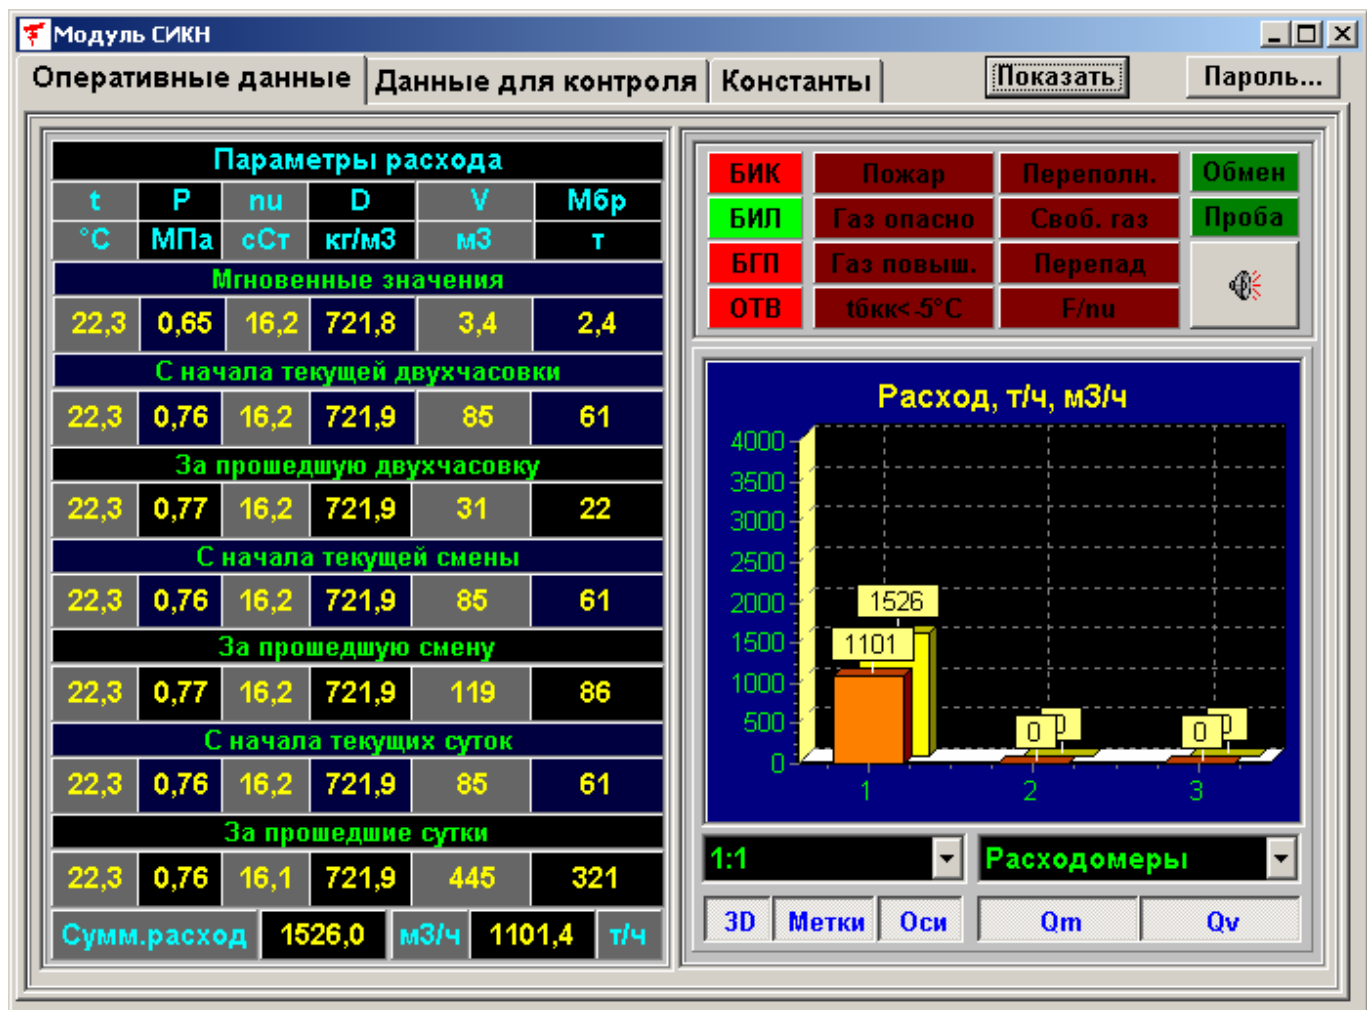 Модуль СИКН
Оперативные данные Данные для контроля Константы Показать Пароль...
Параметры расхода
t P nu D V Мбр
°C МПа сСт кг/м3 м3 т
Мгновенные значения
22,3 0,65 16,2 721,8 3,4 2,4
С начала текущей двухчасовки
22,3 0,76 16,2 721,9 85 61
За прошедшую двухчасовку
22,3 0,77 16,2 721,9 31 22
С начала текущей смены
22,3 0,76 16,2 721,9 85 61
За прошедшую смену
22,3 0,77 16,2 721,9 119 86
С начала текущих суток
22,3 0,76 16,2 721,9 85 61
За прошедшие сутки
22,3 0,76 16,1 721,9 445 321
Сумм.расход 1526,0 м3/ч 1101,4 т/ч
БИК Пожар Переполн. Обмен
БИЛ Газ опасно Своб. газ Проба
БГП Газ повыш. Перепад
ОТВ tбкк<-5°C F/nu
Расход, т/ч, м3/ч
4000
3500
3000
2500
2000
1500
1000
500
0
1526
1101
0 0
0 0
1 2 3
1:1 Расходомеры
3D Метки Оси Qm Qv